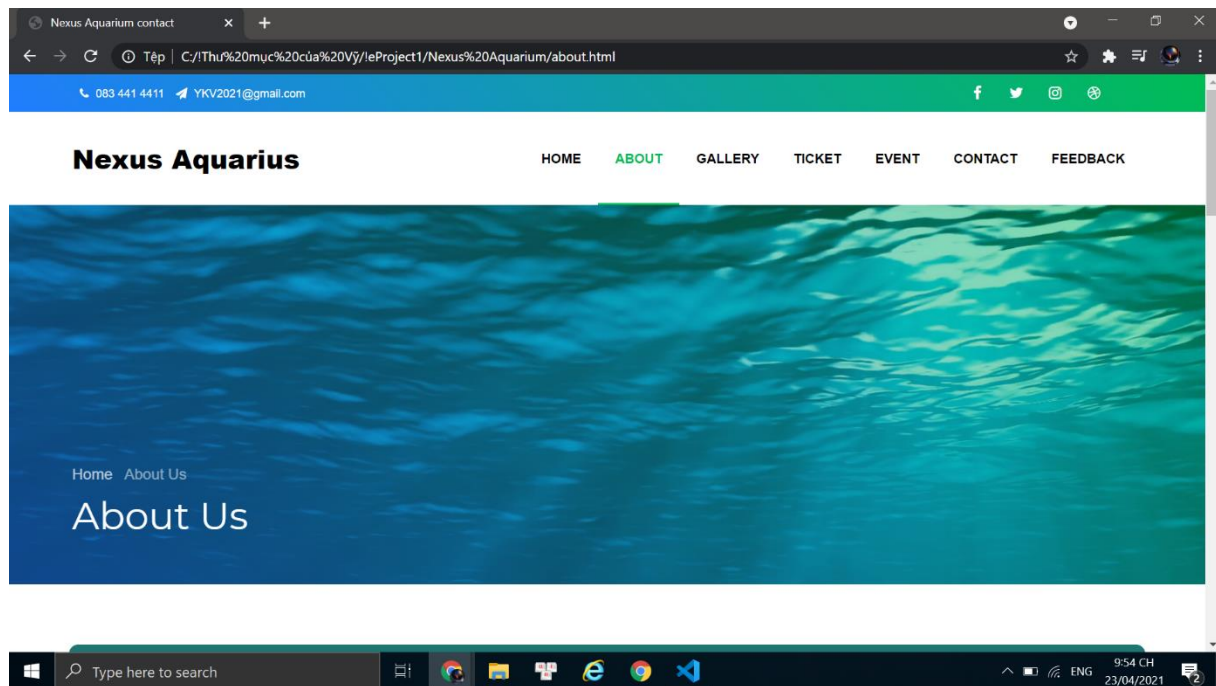 Nexus Aquarium contact
Tệp C:/!Thư%20mục%20của%20Vỹ/!eProject1/Nexus%20Aquarium/about.html
083 441 4411 YKV2021@gmail.com
Nexus Aquarius HOME ABOUT GALLERY TICKET EVENT CONTACT FEEDBACK
Home About Us
About Us
Type here to search ENG 9:54 CH
23/04/2021 2